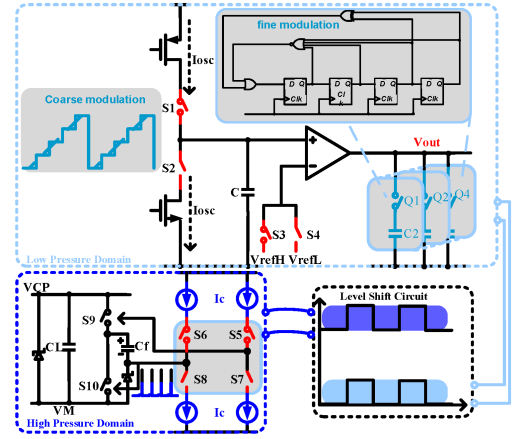 fine modulation
Iosc
D Q
D Q
D Q
D Q
Clk
Cl
k
Clk
Clk
Coarse modulation
S1
S2
C
Vout
Iosc
S3
S4
VrefH
VrefL
Q1
Q2
Q4
C2
Low Pressure Domain
VCP
Ic
Level Shift Circuit
S9
S6
S5
C1
Cf
S10
S8
S7
VM
Ic
High Pressure Domain